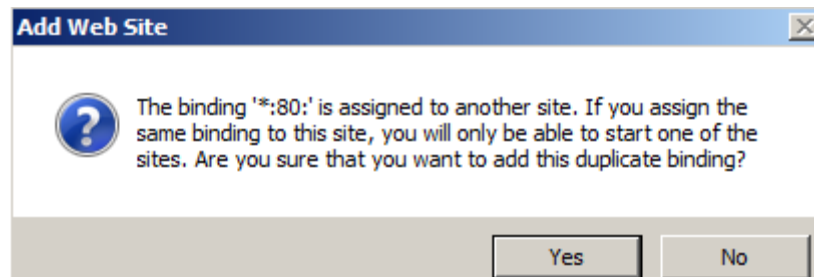 Add Web Site
The binding '*:80:' is assigned to another site. If you assign the
same binding to this site, you will only be able to start one of the
sites. Are you sure that you want to add this duplicate binding?
Yes No